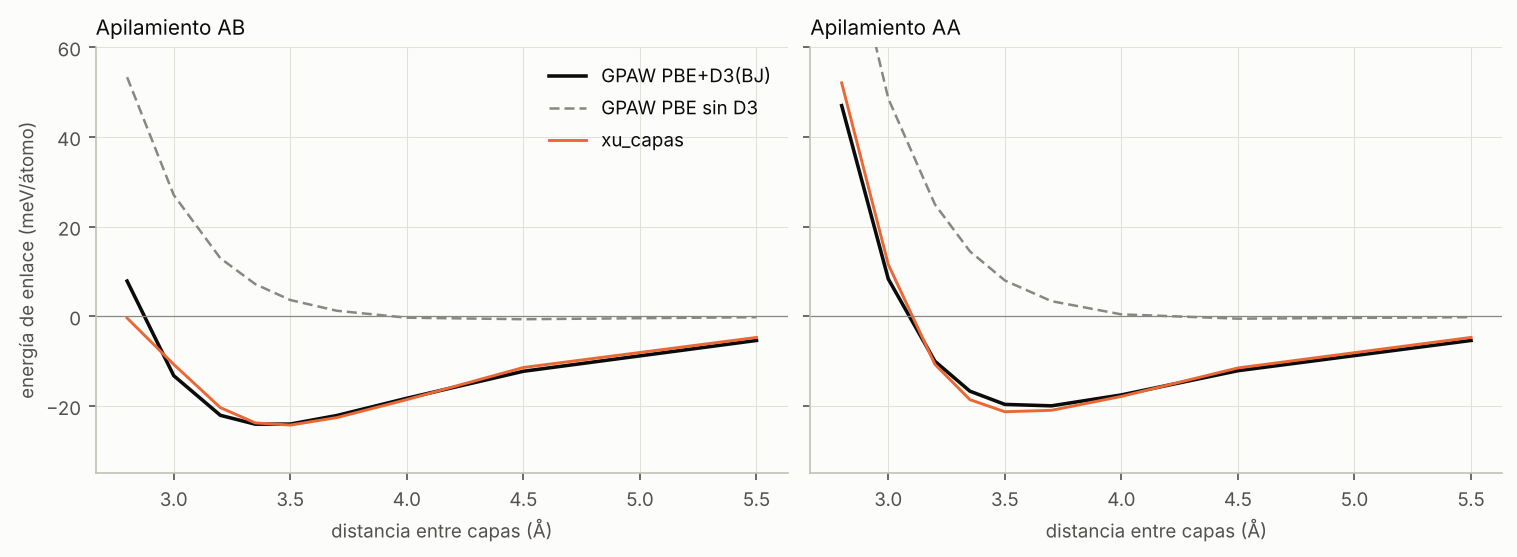 Apilamiento AB
Apilamiento AA
GPAW PBE+D3(BJ)
GPAW PBE sin D3
xu_capas
energía de enlace (meV/átomo)
60
40
20
0
−20
3.0 3.5 4.0 4.5 5.0 5.5
3.0 3.5 4.0 4.5 5.0 5.5
distancia entre capas (Å)
distancia entre capas (Å)